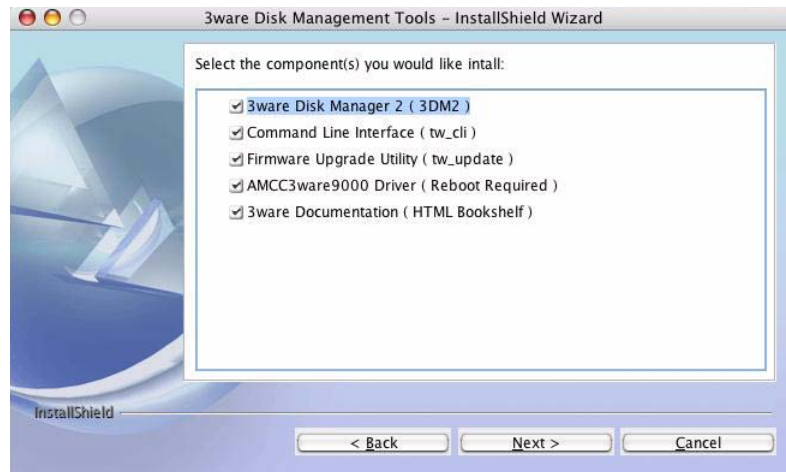 3ware Disk Management Tools – InstallShield Wizard
Select the component(s) you would like intall:
3ware Disk Manager 2 ( 3DM2 )
Command Line Interface ( tw_cli )
Firmware Upgrade Utility ( tw_update )
AMCC3ware9000 Driver ( Reboot Required )
3ware Documentation ( HTML Bookshelf )
InstallShield
< Back Next > Cancel